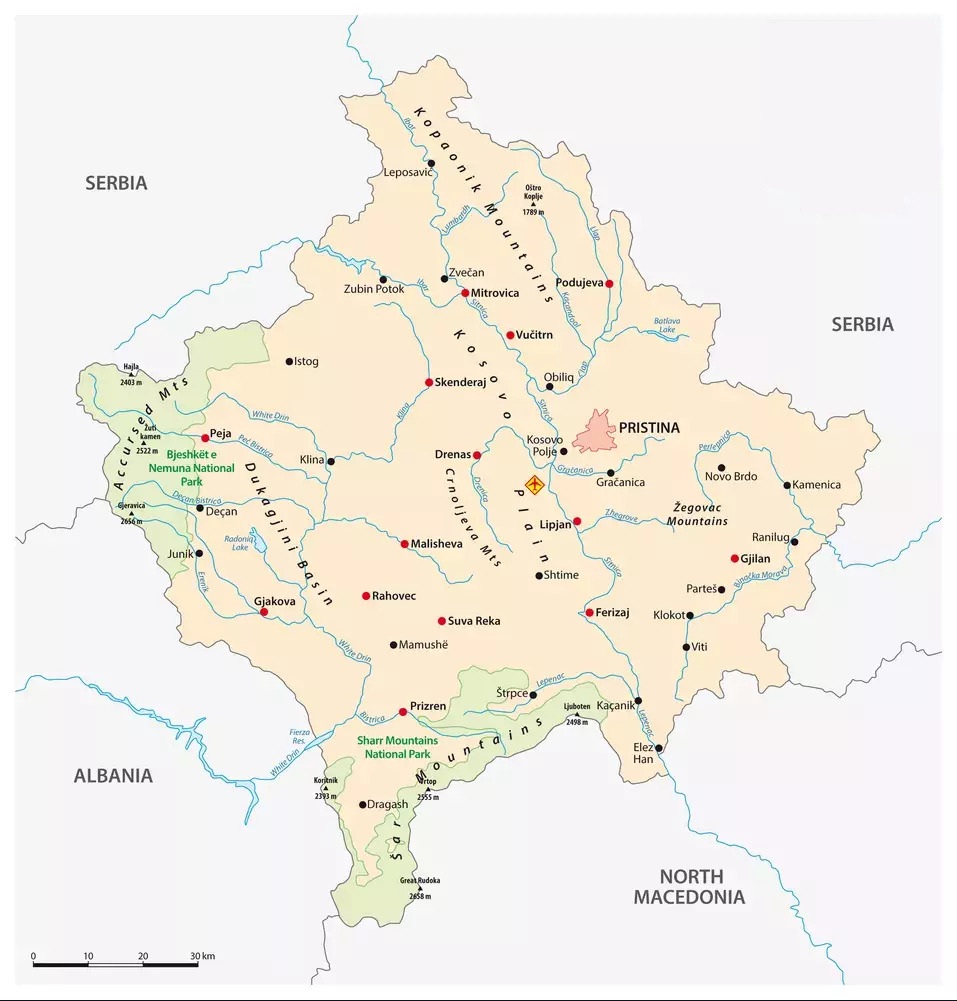 Kopaonik Mountains
Ibar
Leposavić
SERBIA
Oštro
Koplje
1789 m
Lumbardh
Llap
Zvečan
Zubin Potok
Ibar
Mitrovica
Podujeva
Sitnica
Kaçandoll
SERBIA
Batlava
Lake
Vučitrn
Kosovo
Plain
Istog
Hajla
2403 m
Llap
Obiliq
Skenderaj
Accursed Mts
Sitnica
Klina
White Drin
Žuti
kamen
2522 m
Peja
PRISTINA
Peć Bistrica
Bjeshkët e
Nemuna National
Park
Kosovo
Polje
Perlepnica
Klina
Drenas
Gračanica
Gračanica
Novo Brdo
Kamenica
Dukagjini Basin
Crnoljeva Mts
Drenica
Deçan Bistrica
Gjeravica
2656 m
Deçan
Lipjan
Zhegrove
Žegovac
Mountains
Radoniq
Lake
Malisheva
Ranilug
Junik
Gjilan
Sitnica
Binačka Morava
Erenik
Shtime
Parteš
Gjakova
Rahovec
Ferizaj
Klokot
Suva Reka
White Drin
Mamushë
Viti
Lepenac
Štrpce
Prizren
Ljuboten
2498 m
Kaçanik
Bistrica
Lepenac
Fierza
Res.
Sharr Mountains
National Park
Elez
Han
White Drin
Šar Mountains
ALBANIA
Koritnik
2393 m
2555 m
Dragash
Great Rudoka
2658 m
NORTH
MACEDONIA
0 10 20 30 km